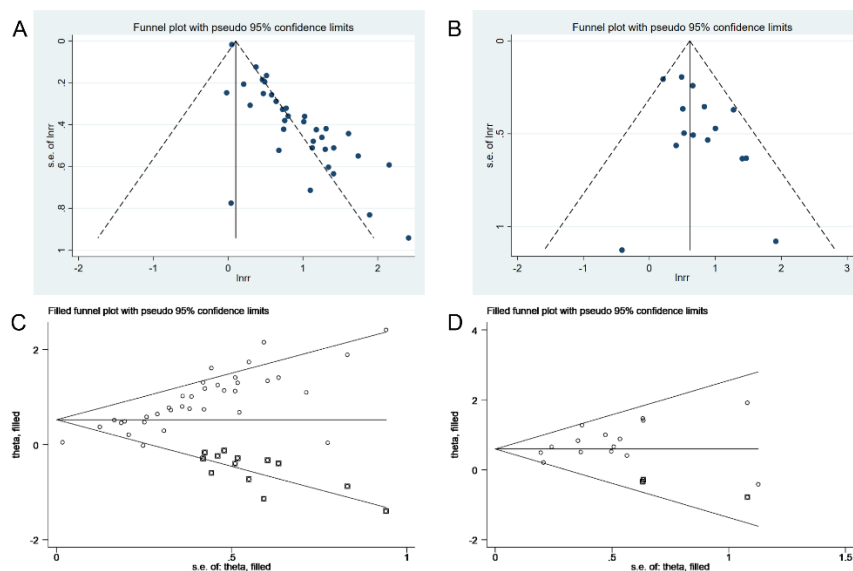 A
Funnel plot with pseudo 95% confidence limits
0
.2
.4
.6
.8
1
s.e. of lnrr
-2
-1
0
1
2
lnrr
B
Funnel plot with pseudo 95% confidence limits
0
.5
1
s.e. of lnrr
-2
-1
0
1
2
3
lnrr
C
Filled funnel plot with pseudo 95% confidence limits
2
0
-2
theta, filled
0
.5
1
s.e. of: theta, filled
D
Filled funnel plot with pseudo 95% confidence limits
4
2
0
-2
theta, filled
0
.5
1
1.5
s.e. of: theta, filled